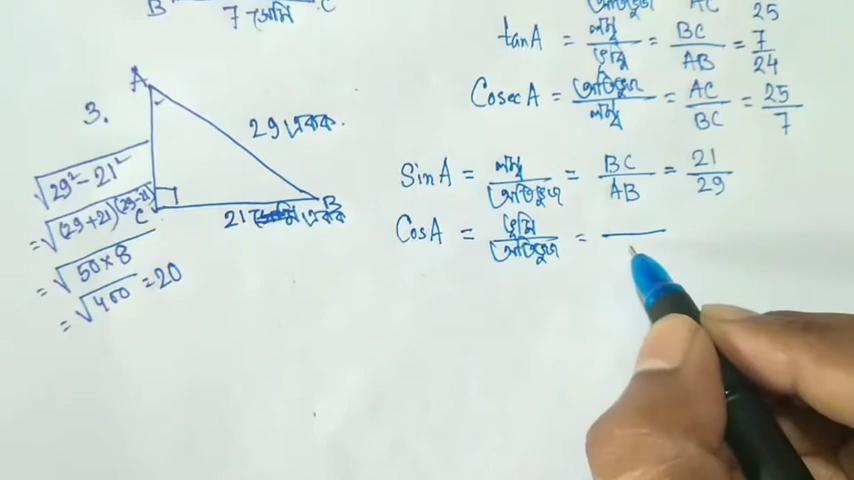 B
7 সেমি C
AC 25
tanA = লম্ব/ভূমি = BC/AB = 7/24
CosecA = অতিভুজ/লম্ব = AC/BC = 25/7
3.
A
29 একক
C
B
21 একক
√29² - 21²
= √(29+21)(29-21)
= √50×8
= √400 = 20
SinA = লম্ব/অতিভুজ = BC/AB = 21/29
CosA = ভূমি/অতিভুজ =